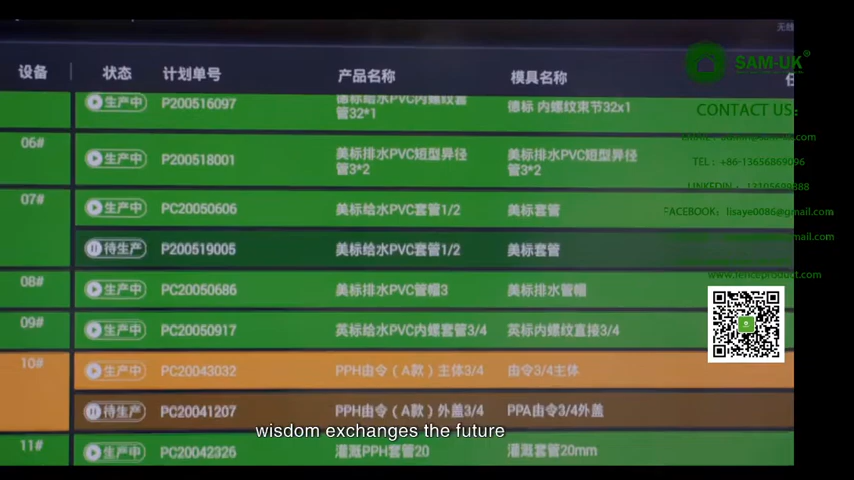 无线
设备 状态 计划单号 产品名称 模具名称
SAM-UK®
CONTACT US:
生产中 P200516097 德标给水PVC内螺纹套管32*1 德标 内螺纹束节32x1
TEL : +86-13656869096
06# 生产中 P200518001 美标排水PVC短型异径管3*2 美标排水PVC短型异径管3*2
LINKEDIN : 13105698888
FACEBOOK: lisaye0086@gmail.com
07# 生产中 PC20050606 美标给水PVC套管1/2 美标套管
待生产 P200519005 美标给水PVC套管1/2 美标套管
www.fenceproduct.com
08# 生产中 PC20050686 美标排水PVC管帽3 美标排水管帽
09# 生产中 PC20050917 英标给水PVC内螺套管3/4 英标内螺纹直接3/4
10# 生产中 PC20043032 PPH由令（A款）主体3/4 由令3/4主体
待生产 PC20041207 PPH由令（A款）外盖3/4 PPA由令3/4外盖
wisdom exchanges the future
11# 生产中 PC20042326 灌溉PPH套管20 灌溉套管20mm